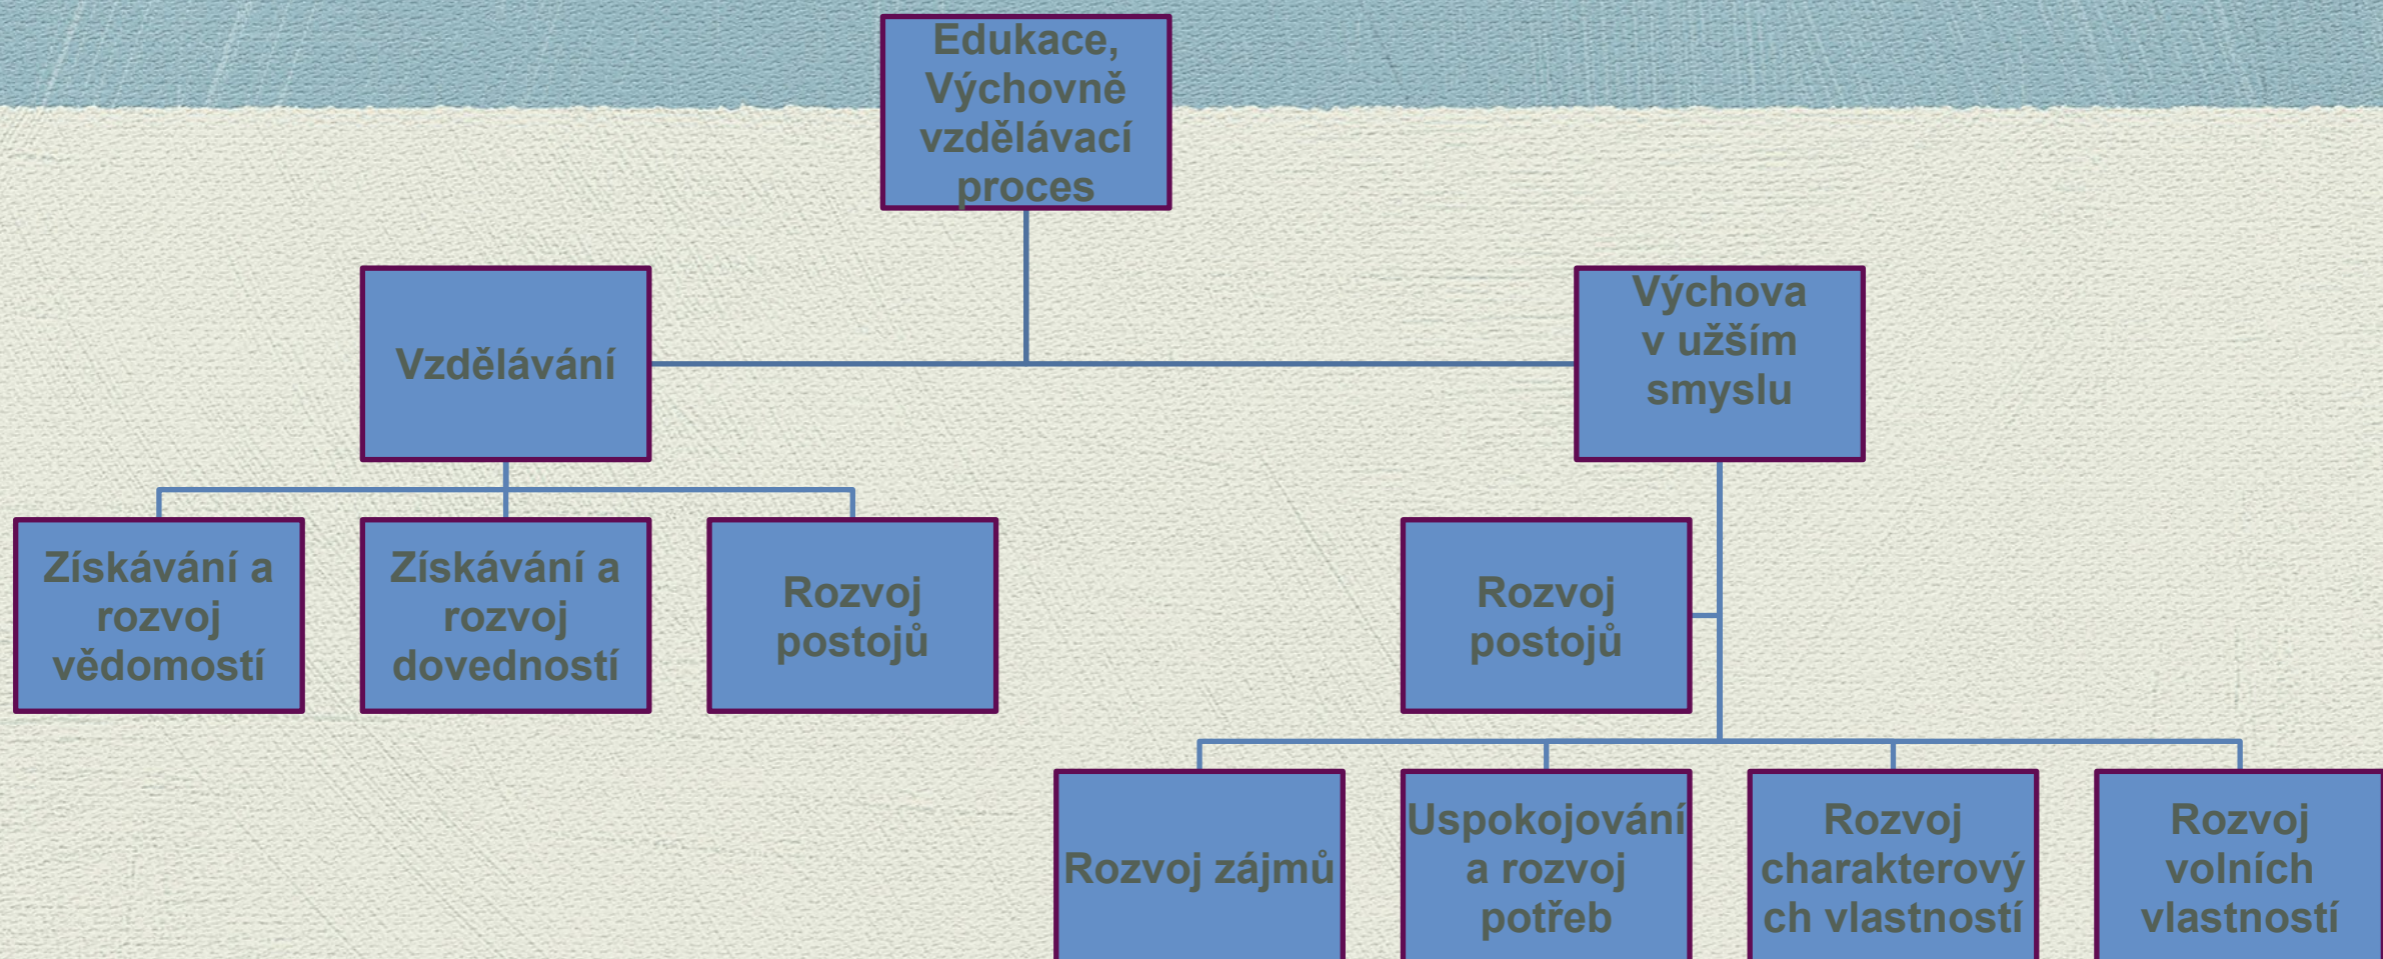 Edukace,
Výchovně
vzdělávací
proces
Vzdělávání
Výchova
v užším
smyslu
Získávání a
rozvoj
vědomostí
Získávání a
rozvoj
dovedností
Rozvoj
postojů
Rozvoj
postojů
Rozvoj zájmů
Uspokojování
a rozvoj
potřeb
Rozvoj
charakterový
ch vlastností
Rozvoj
volních
vlastností